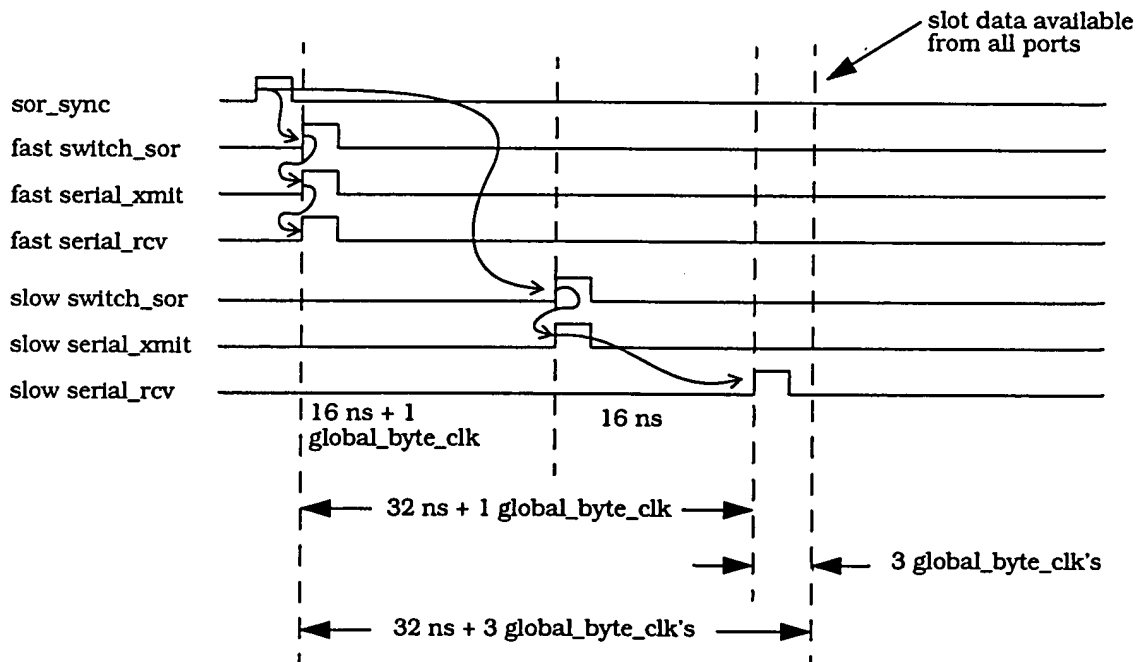 slot data available
from all ports
sor_sync
fast switch_sor
fast serial_xmit
fast serial_rcv
slow switch_sor
slow serial_xmit
slow serial_rcv
16 ns + 1
global_byte_clk
16 ns
32 ns + 1 global_byte_clk
3 global_byte_clk's
32 ns + 3 global_byte_clk's